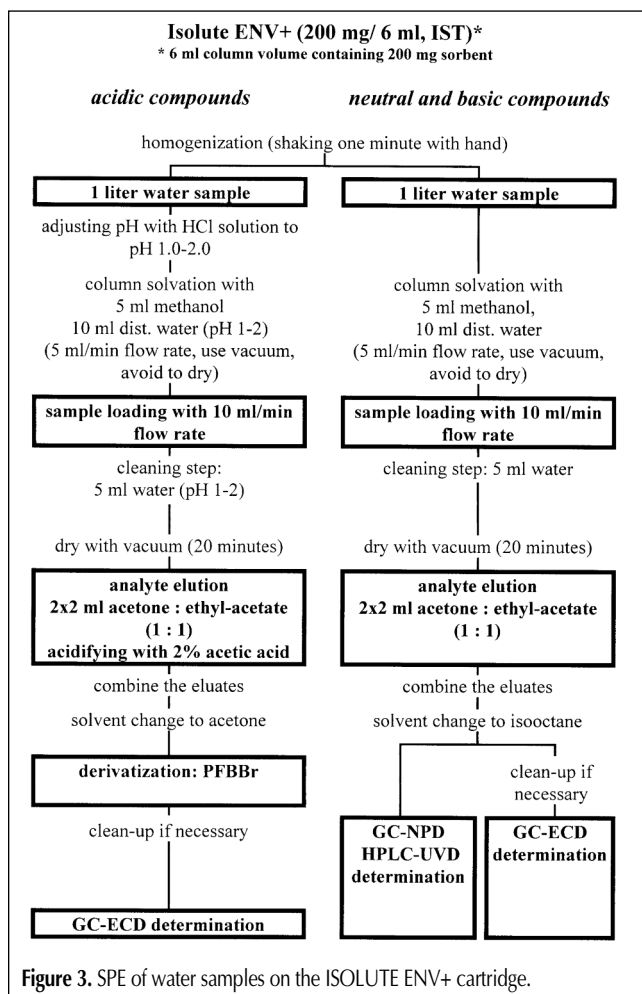 Isolute ENV+ (200 mg/ 6 ml, IST)*
* 6 ml column volume containing 200 mg sorbent
acidic compounds
neutral and basic compounds
homogenization (shaking one minute with hand)
1 liter water sample
adjusting pH with HCl solution to
pH 1.0-2.0
column solvation with
5 ml methanol
10 ml dist. water (pH 1-2)
(5 ml/min flow rate, use vacuum,
avoid to dry)
sample loading with 10 ml/min
flow rate
cleaning step:
5 ml water (pH 1-2)
dry with vacuum (20 minutes)
analyte elution
2x2 ml acetone : ethyl-acetate
(1 : 1)
acidifying with 2% acetic acid
combine the eluates
solvent change to acetone
derivatization: PFBBr
clean-up if necessary
GC-ECD determination
1 liter water sample
column solvation with
5 ml methanol,
10 ml dist. water
(5 ml/min flow rate, use vacuum,
avoid to dry)
sample loading with 10 ml/min
flow rate
cleaning step: 5 ml water
dry with vacuum (20 minutes)
analyte elution
2x2 ml acetone : ethyl-acetate
(1 : 1)
combine the eluates
solvent change to isooctane
clean-up if
necessary
GC-NPD
HPLC-UVD
determination
GC-ECD
determination
Figure 3. SPE of water samples on the ISOLUTE ENV+ cartridge.